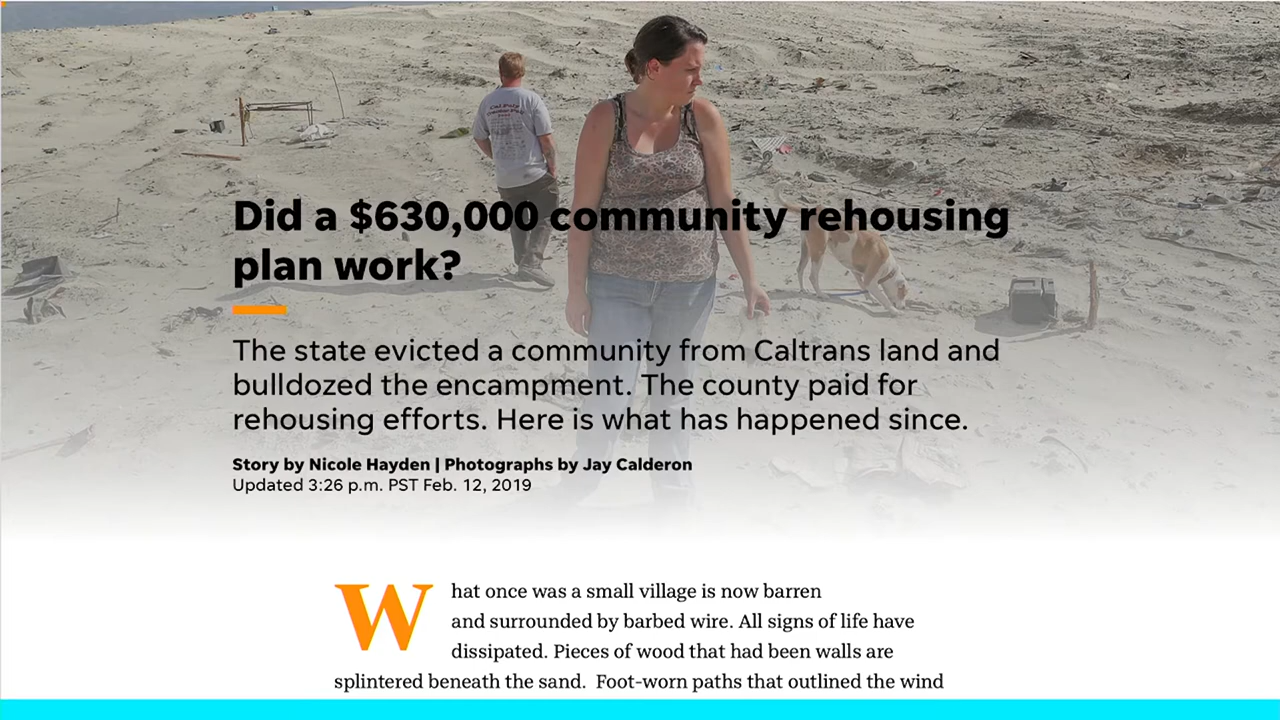 Did a $630,000 community rehousing
plan work?
The state evicted a community from Caltrans land and
bulldozed the encampment. The county paid for
rehousing efforts. Here is what has happened since.
Story by Nicole Hayden | Photographs by Jay Calderon
Updated 3:26 p.m. PST Feb. 12, 2019
What once was a small village is now barren
and surrounded by barbed wire. All signs of life have
dissipated. Pieces of wood that had been walls are
splintered beneath the sand. Foot-worn paths that outlined the wind